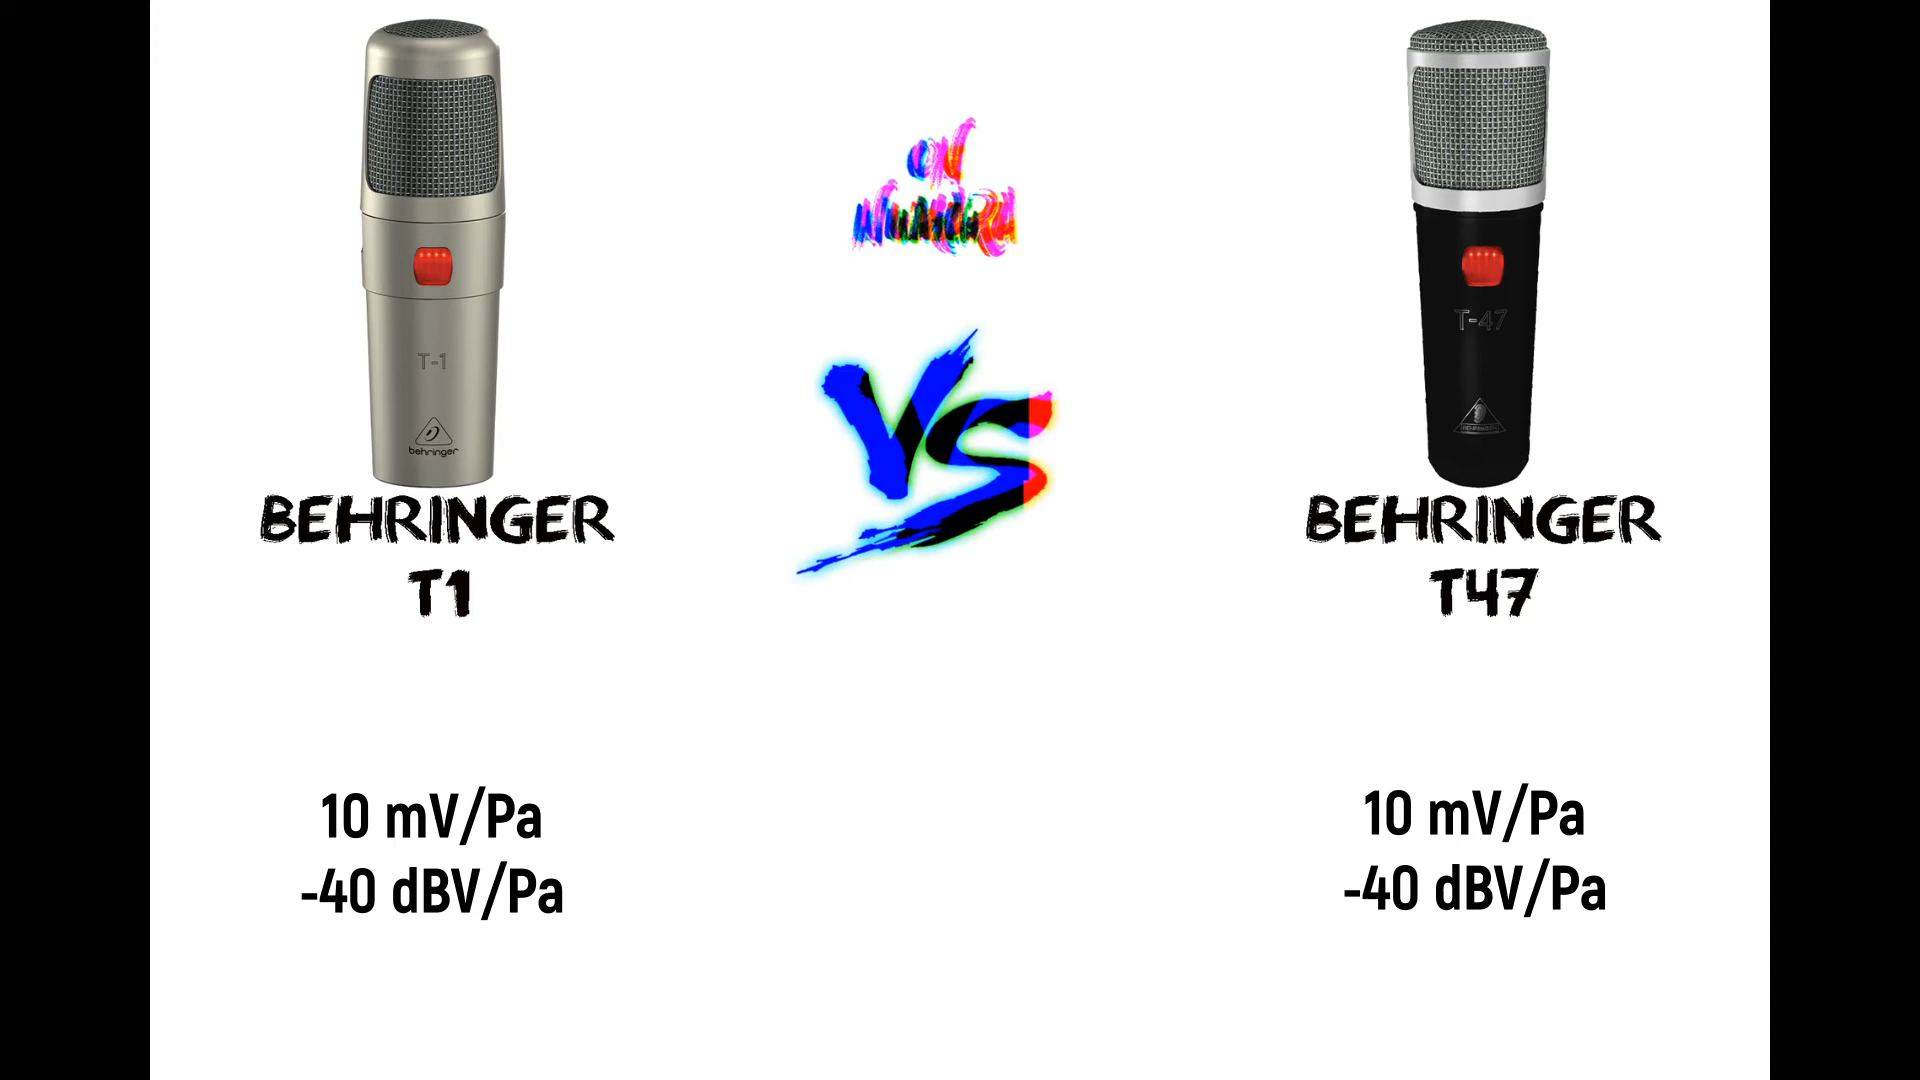 T-1
behringer
VS
T-47
BEHRINGER
T1
BEHRINGER
T47
10 mV/Pa
-40 dBV/Pa
10 mV/Pa
-40 dBV/Pa